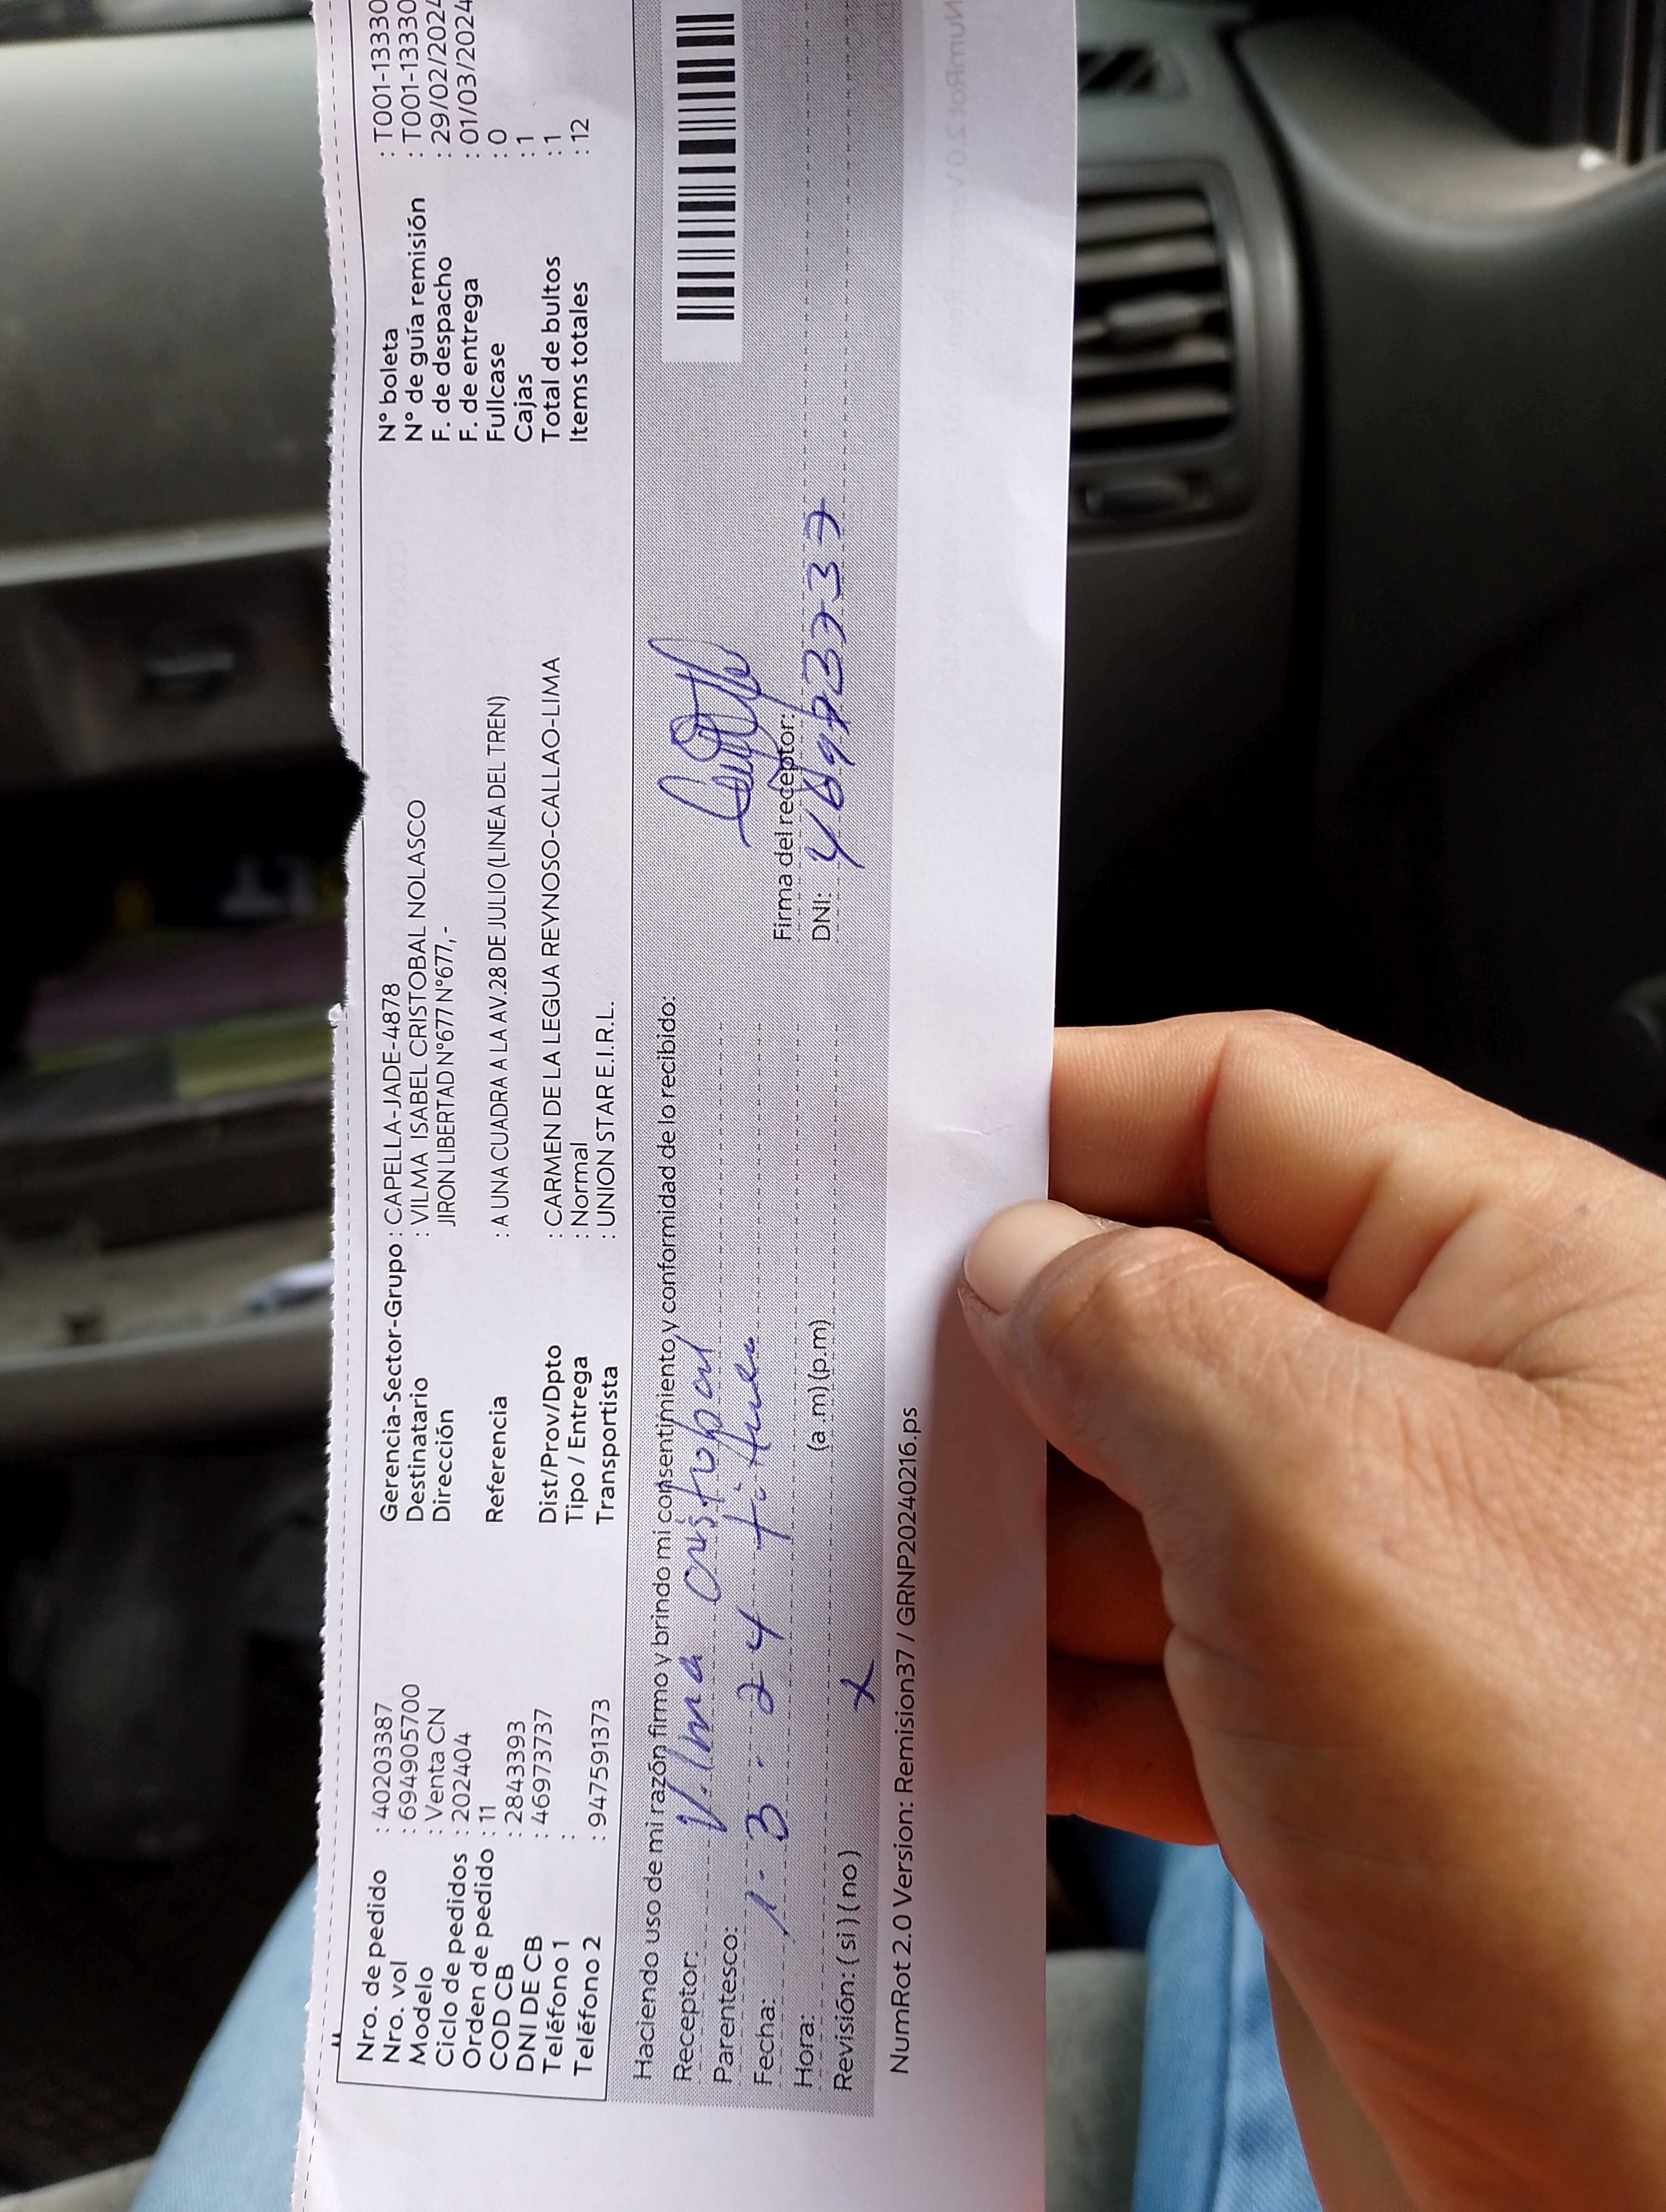 Nro. de pedido : 40203387
Nro. vol : 694905700
Modelo : Venta CN
Ciclo de pedidos : 202404
Orden de pedido : 11
COD CB : 2843393
DNI DE CB : 46973737
Teléfono 1 :
Teléfono 2 : 947591373
Gerencia-Sector-Grupo : CAPELLA-JADE-4878
Destinatario : VILMA ISABEL CRISTOBAL NOLASCO
Dirección JIRON LIBERTAD N°677 N°677, -
Referencia : A UNA CUADRA A LA AV.28 DE JULIO (LINEA DEL TREN)
Dist/Prov/Dpto : CARMEN DE LA LEGUA REYNOSO-CALLAO-LIMA
Tipo / Entrega : Normal
Transportista : UNION STAR E.I.R.L.
N° boleta : T001-13330
N° de guía remisión : T001-13330
F. de despacho : 29/02/2024
F. de entrega : 01/03/2024
Fullcase : 0
Cajas : 1
Total de bultos : 1
Items totales : 12
Haciendo uso de mi razón firmo y brindo mi consentimiento y conformidad de lo recibido:
Receptor: Vilma Cristobal
Parentesco: titular
Fecha: 1-3-24
Hora: (a.m) (p.m)
Revisión: ( si ) ( no ) X
Firma del receptor:
DNI: 46973737
NumRot 2.0 Version: Remision37 / GRNP20240216.ps